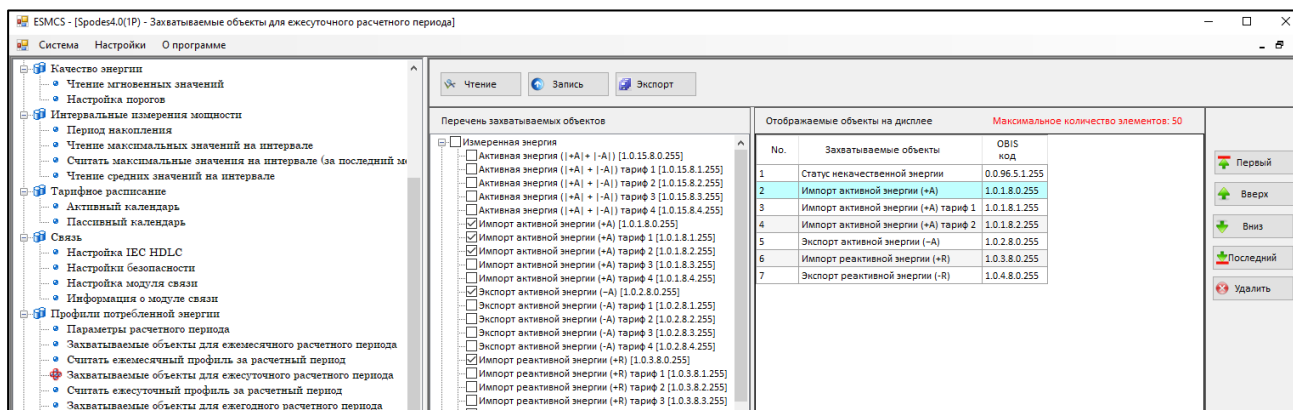 ESMCS - [Spodes4.0(1P) - Захватываемые объекты для ежесуточного расчетного периода]
Система Настройки О программе
Качество энергии
Чтение мгновенных значений
Настройка порогов
Интервальные измерения мощности
Период накопления
Чтение максимальных значений на интервале
Считать максимальные значения на интервале (за последний м
Чтение средних значений на интервале
Тарифное расписание
Активный календарь
Пассивный календарь
Связь
Настройка IEC HDLC
Настройки безопасности
Настройка модуля связи
Информация о модуле связи
Профили потребленной энергии
Параметры расчетного периода
Захватываемые объекты для ежемесячного расчетного периода
Считать ежемесячный профиль за расчетный период
Захватываемые объекты для ежесуточного расчетного периода
Считать ежесуточный профиль за расчетный период
Захватываемые объекты для ежегодного расчетного периода
Чтение Запись Экспорт
Перечень захватываемых объектов
Измеренная энергия
Активная энергия (|+A|+ |-A|) [1.0.15.8.0.255]
Активная энергия (|+A| + |-A|) тариф 1 [1.0.15.8.1.255]
Активная энергия (|+A| + |-A|) тариф 2 [1.0.15.8.2.255]
Активная энергия (|+A| + |-A|) тариф 3 [1.0.15.8.3.255]
Активная энергия (|+A| + |-A|) тариф 4 [1.0.15.8.4.255]
Импорт активной энергии (+A) [1.0.1.8.0.255]
Импорт активной энергии (+A) тариф 1 [1.0.1.8.1.255]
Импорт активной энергии (+A) тариф 2 [1.0.1.8.2.255]
Импорт активной энергии (+A) тариф 3 [1.0.1.8.3.255]
Импорт активной энергии (+A) тариф 4 [1.0.1.8.4.255]
Экспорт активной энергии (−A) [1.0.2.8.0.255]
Экспорт активной энергии (-A) тариф 1 [1.0.2.8.1.255]
Экспорт активной энергии (-A) тариф 2 [1.0.2.8.2.255]
Экспорт активной энергии (-A) тариф 3 [1.0.2.8.3.255]
Экспорт активной энергии (-A) тариф 4 [1.0.2.8.4.255]
Импорт реактивной энергии (+R) [1.0.3.8.0.255]
Импорт реактивной энергии (+R) тариф 1 [1.0.3.8.1.255]
Импорт реактивной энергии (+R) тариф 2 [1.0.3.8.2.255]
Импорт реактивной энергии (+R) тариф 3 [1.0.3.8.3.255]
Отображаемые объекты на дисплее Максимальное количество элементов: 50
No. Захватываемые объекты OBIS код
1 Статус некачественной энергии 0.0.96.5.1.255
2 Импорт активной энергии (+A) 1.0.1.8.0.255
3 Импорт активной энергии (+A) тариф 1 1.0.1.8.1.255
4 Импорт активной энергии (+A) тариф 2 1.0.1.8.2.255
5 Экспорт активной энергии (−A) 1.0.2.8.0.255
6 Импорт реактивной энергии (+R) 1.0.3.8.0.255
7 Экспорт реактивной энергии (-R) 1.0.4.8.0.255
Первый
Вверх
Вниз
Последний
Удалить